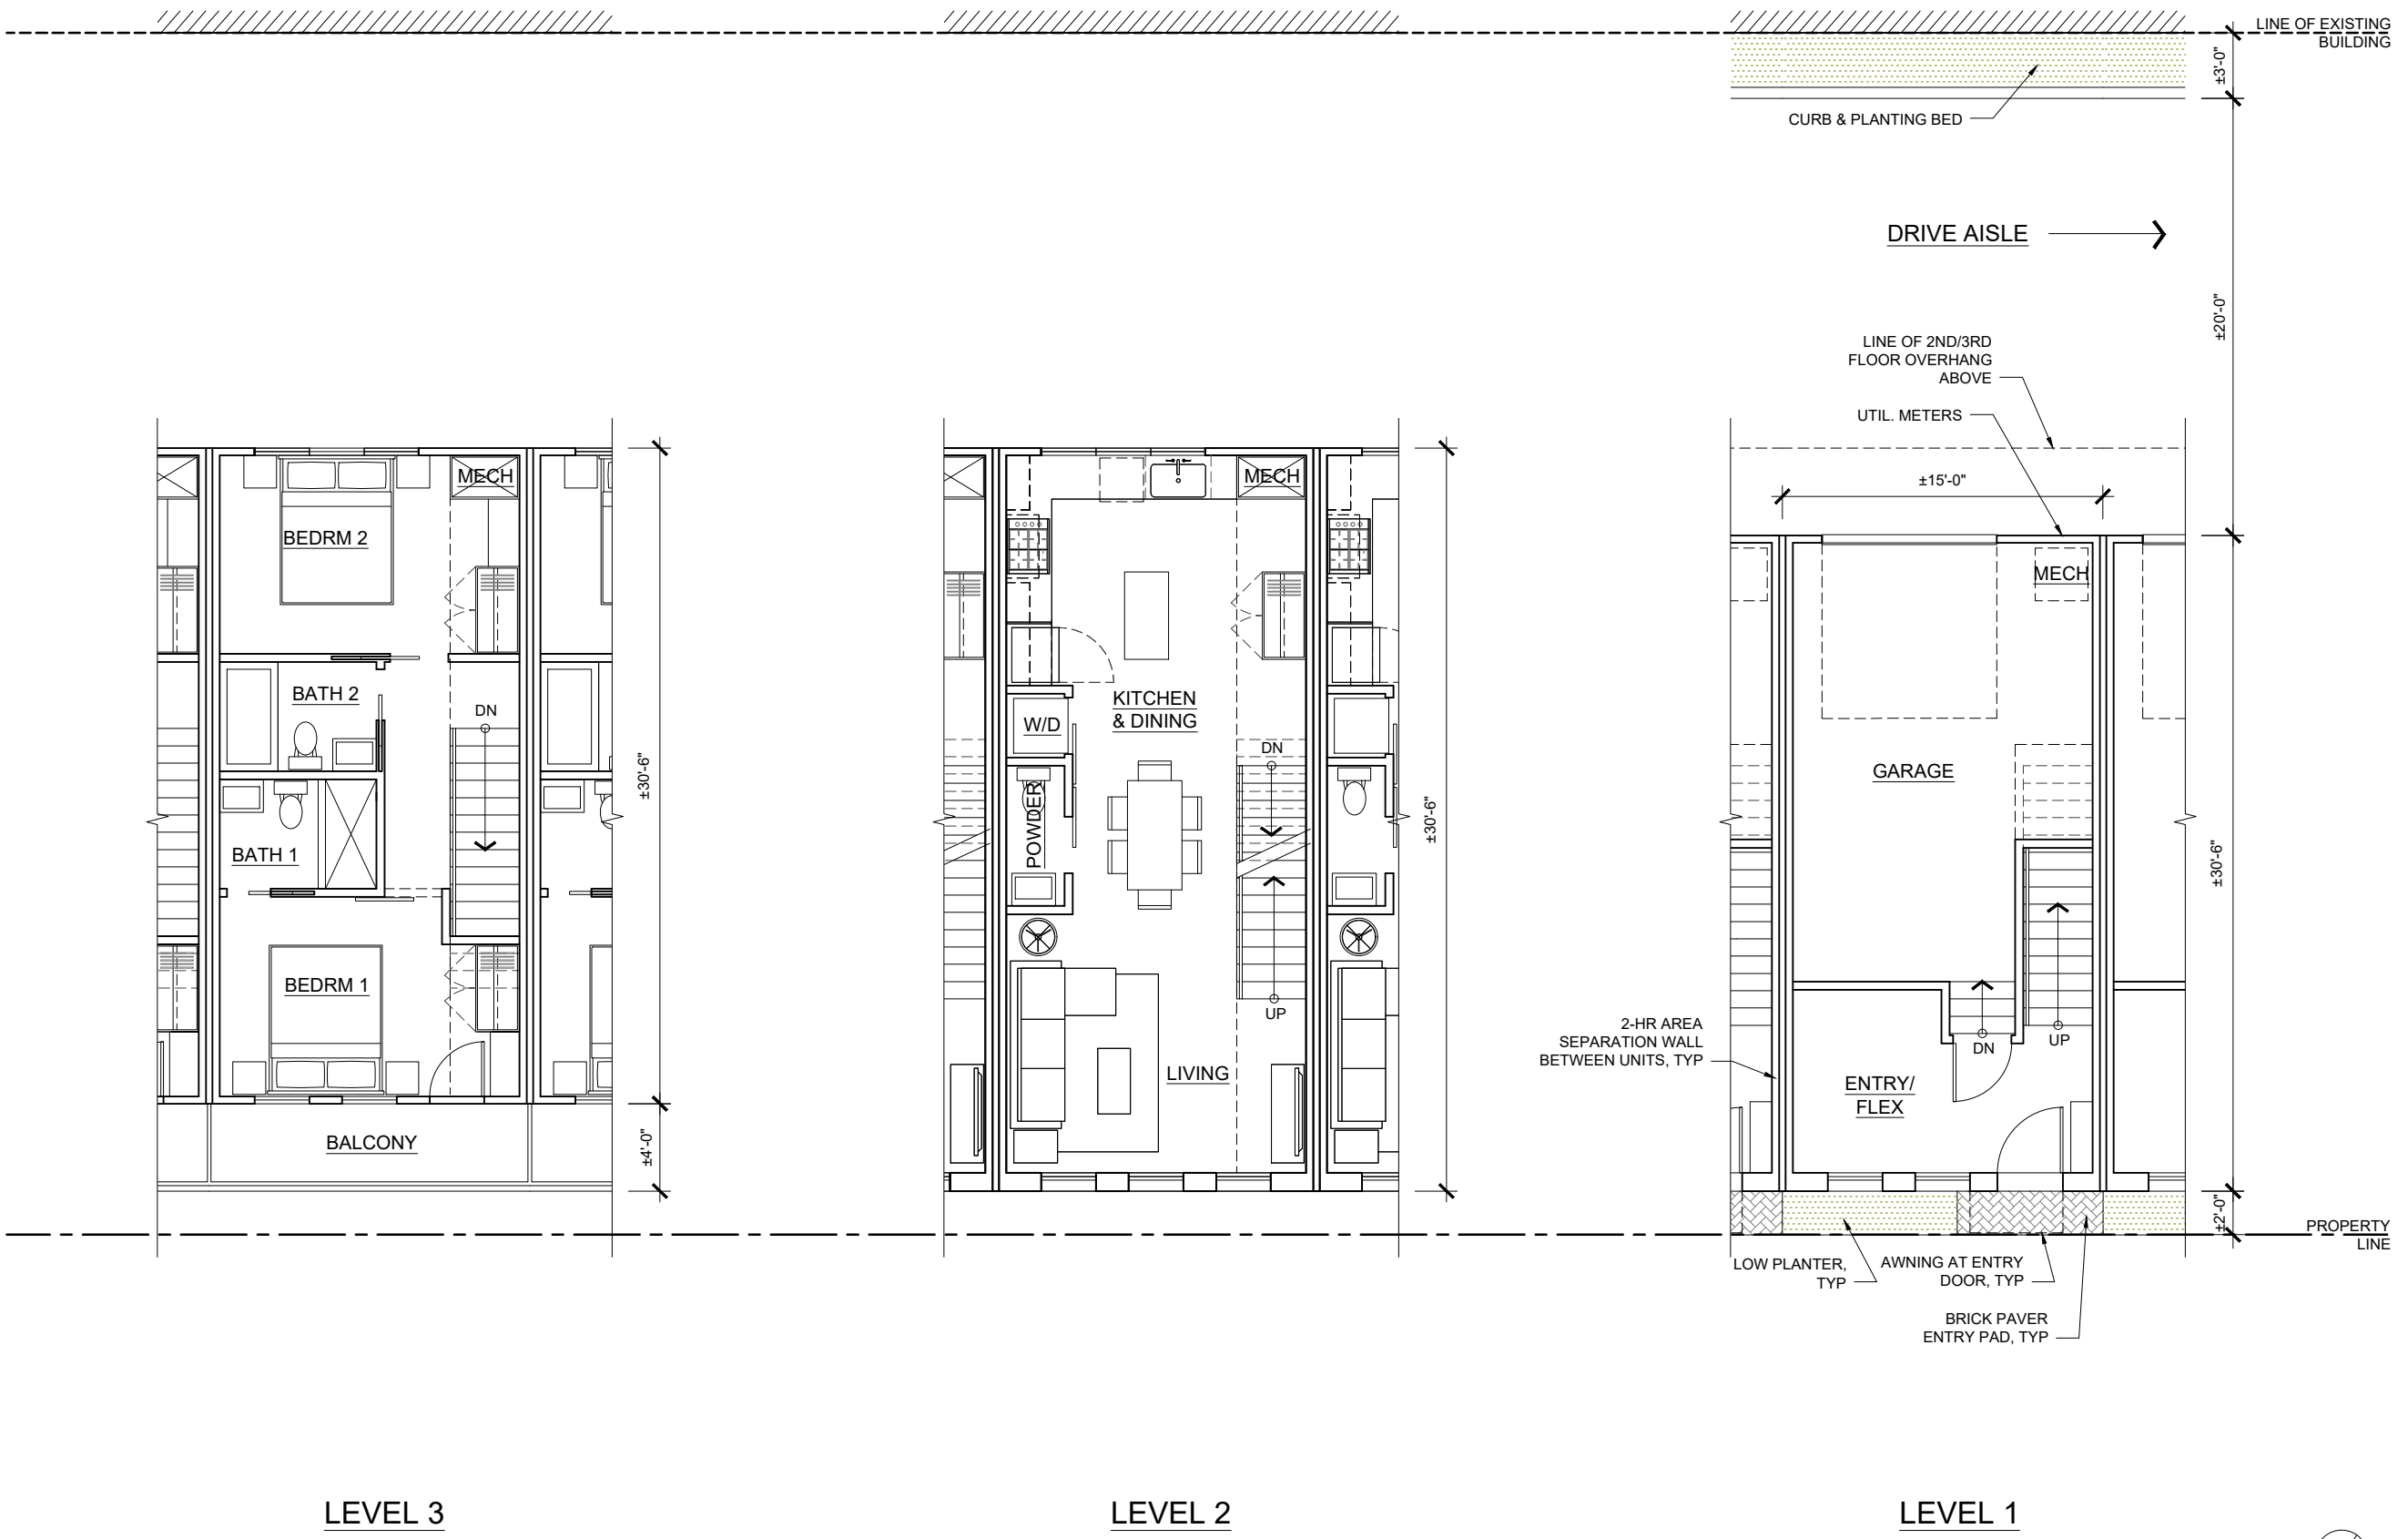 LINE OF EXISTING
BUILDING
±3'-0"
CURB & PLANTING BED
DRIVE AISLE
±20'-0"
LINE OF 2ND/3RD
FLOOR OVERHANG
ABOVE
UTIL. METERS
±15'-0"
MECH
BEDRM 2
BATH 2
DN
BATH 1
BEDRM 1
BALCONY
±30'-6"
±4'-0"
MECH
KITCHEN
& DINING
W/D
DN
POWDER
UP
LIVING
±30'-6"
MECH
GARAGE
±30'-6"
2-HR AREA
SEPARATION WALL
BETWEEN UNITS, TYP
DN
UP
ENTRY/
FLEX
±2'-0"
PROPERTY
LINE
LOW PLANTER,
TYP
AWNING AT ENTRY
DOOR, TYP
BRICK PAVER
ENTRY PAD, TYP
LEVEL 3
LEVEL 2
LEVEL 1